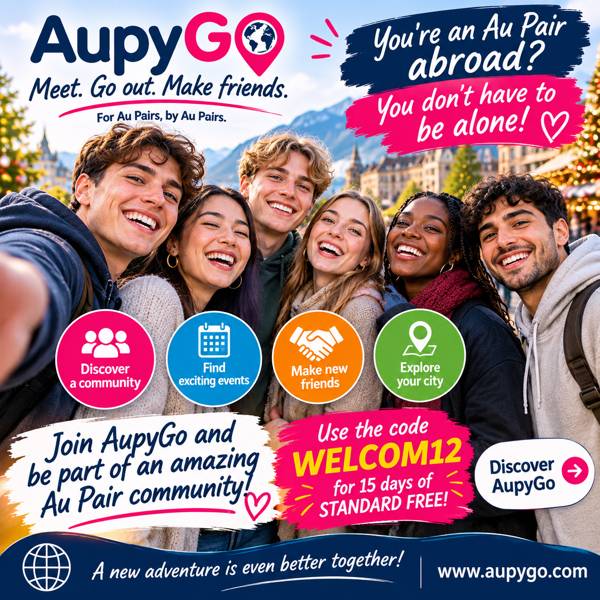 AupyGO
Meet. Go out. Make friends.
For Au Pairs, by Au Pairs.
You're an Au Pair
abroad?
You don't have to
be alone!
Discover
a community
Find
exciting events
Make new
friends
Explore
your city
Join AupyGo and
be part of an amazing
Au Pair community!
Use the code
WELCOM12
for 15 days of
STANDARD FREE!
Discover
AupyGo
A new adventure is even better together!
www.aupygo.com